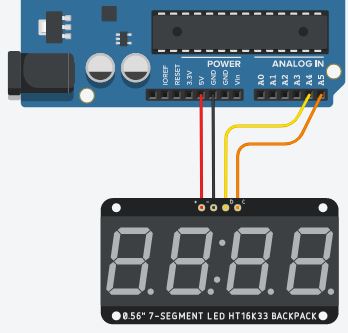 POWER
ANALOG IN
IOREF
RESET
3.3V
5V
GND
GND
Vin
A0
A1
A2
A3
A4
A5
+ - D C
0.56" 7-SEGMENT LED HT16K33 BACKPACK